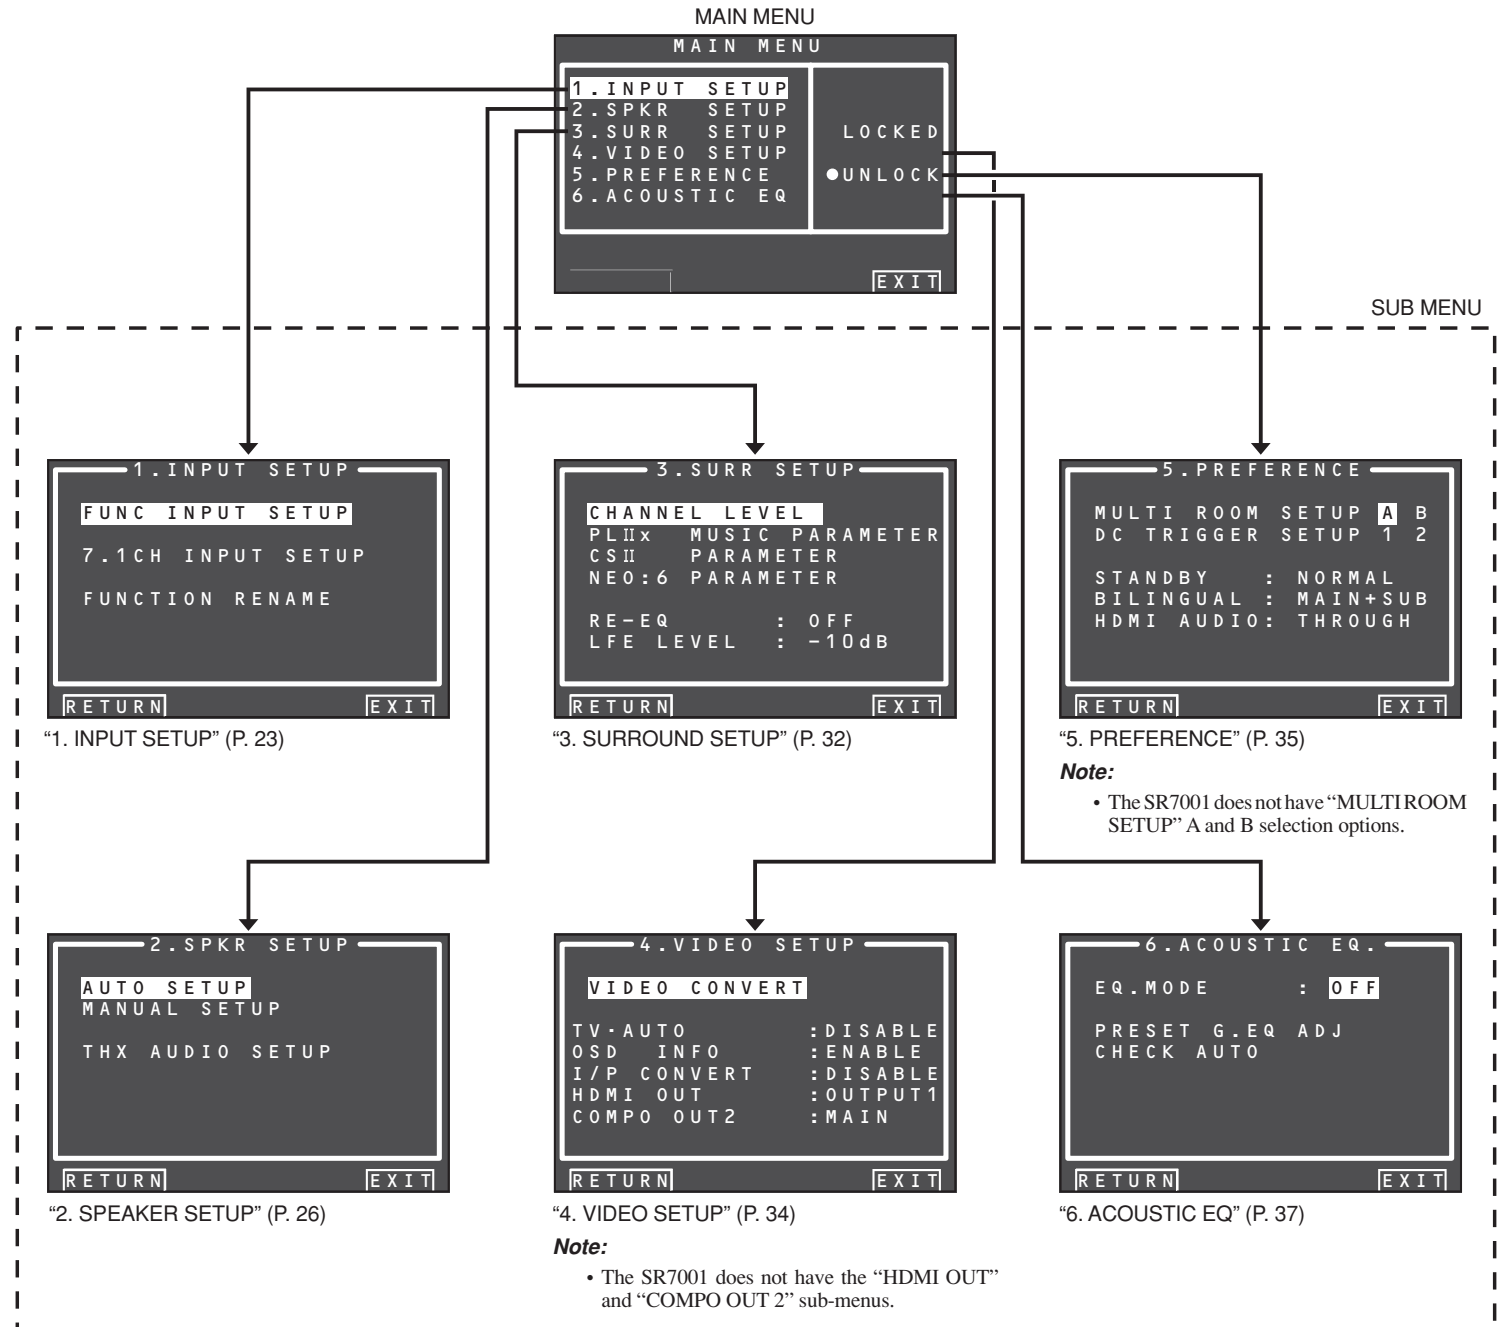 MAIN MENU
MAIN MENU
1.INPUT SETUP
2.SPKR SETUP
3.SURR SETUP
4.VIDEO SETUP
5.PREFERENCE
6.ACOUSTIC EQ
LOCKED
●UNLOCK
EXIT
SUB MENU
1.INPUT SETUP
FUNC INPUT SETUP
7.1CH INPUT SETUP
FUNCTION RENAME
RETURN EXIT
“1. INPUT SETUP” (P. 23)
3.SURR SETUP
CHANNEL LEVEL
PLIIx MUSIC PARAMETER
CSII PARAMETER
NEO:6 PARAMETER
RE-EQ : OFF
LFE LEVEL : -10dB
RETURN EXIT
“3. SURROUND SETUP” (P. 32)
5.PREFERENCE
MULTI ROOM SETUP A B
DC TRIGGER SETUP 1 2
STANDBY : NORMAL
BILINGUAL : MAIN+SUB
HDMI AUDIO: THROUGH
RETURN EXIT
“5. PREFERENCE” (P. 35)
Note:
• The SR7001 does not have “MULTI ROOM
SETUP” A and B selection options.
2.SPKR SETUP
AUTO SETUP
MANUAL SETUP
THX AUDIO SETUP
RETURN EXIT
“2. SPEAKER SETUP” (P. 26)
4.VIDEO SETUP
VIDEO CONVERT
TV·AUTO :DISABLE
OSD INFO :ENABLE
I/P CONVERT :DISABLE
HDMI OUT :OUTPUT1
COMPO OUT2 :MAIN
RETURN EXIT
“4. VIDEO SETUP” (P. 34)
Note:
• The SR7001 does not have the “HDMI OUT”
and “COMPO OUT 2” sub-menus.
6.ACOUSTIC EQ.
EQ.MODE : OFF
PRESET G.EQ ADJ
CHECK AUTO
RETURN EXIT
“6. ACOUSTIC EQ” (P. 37)